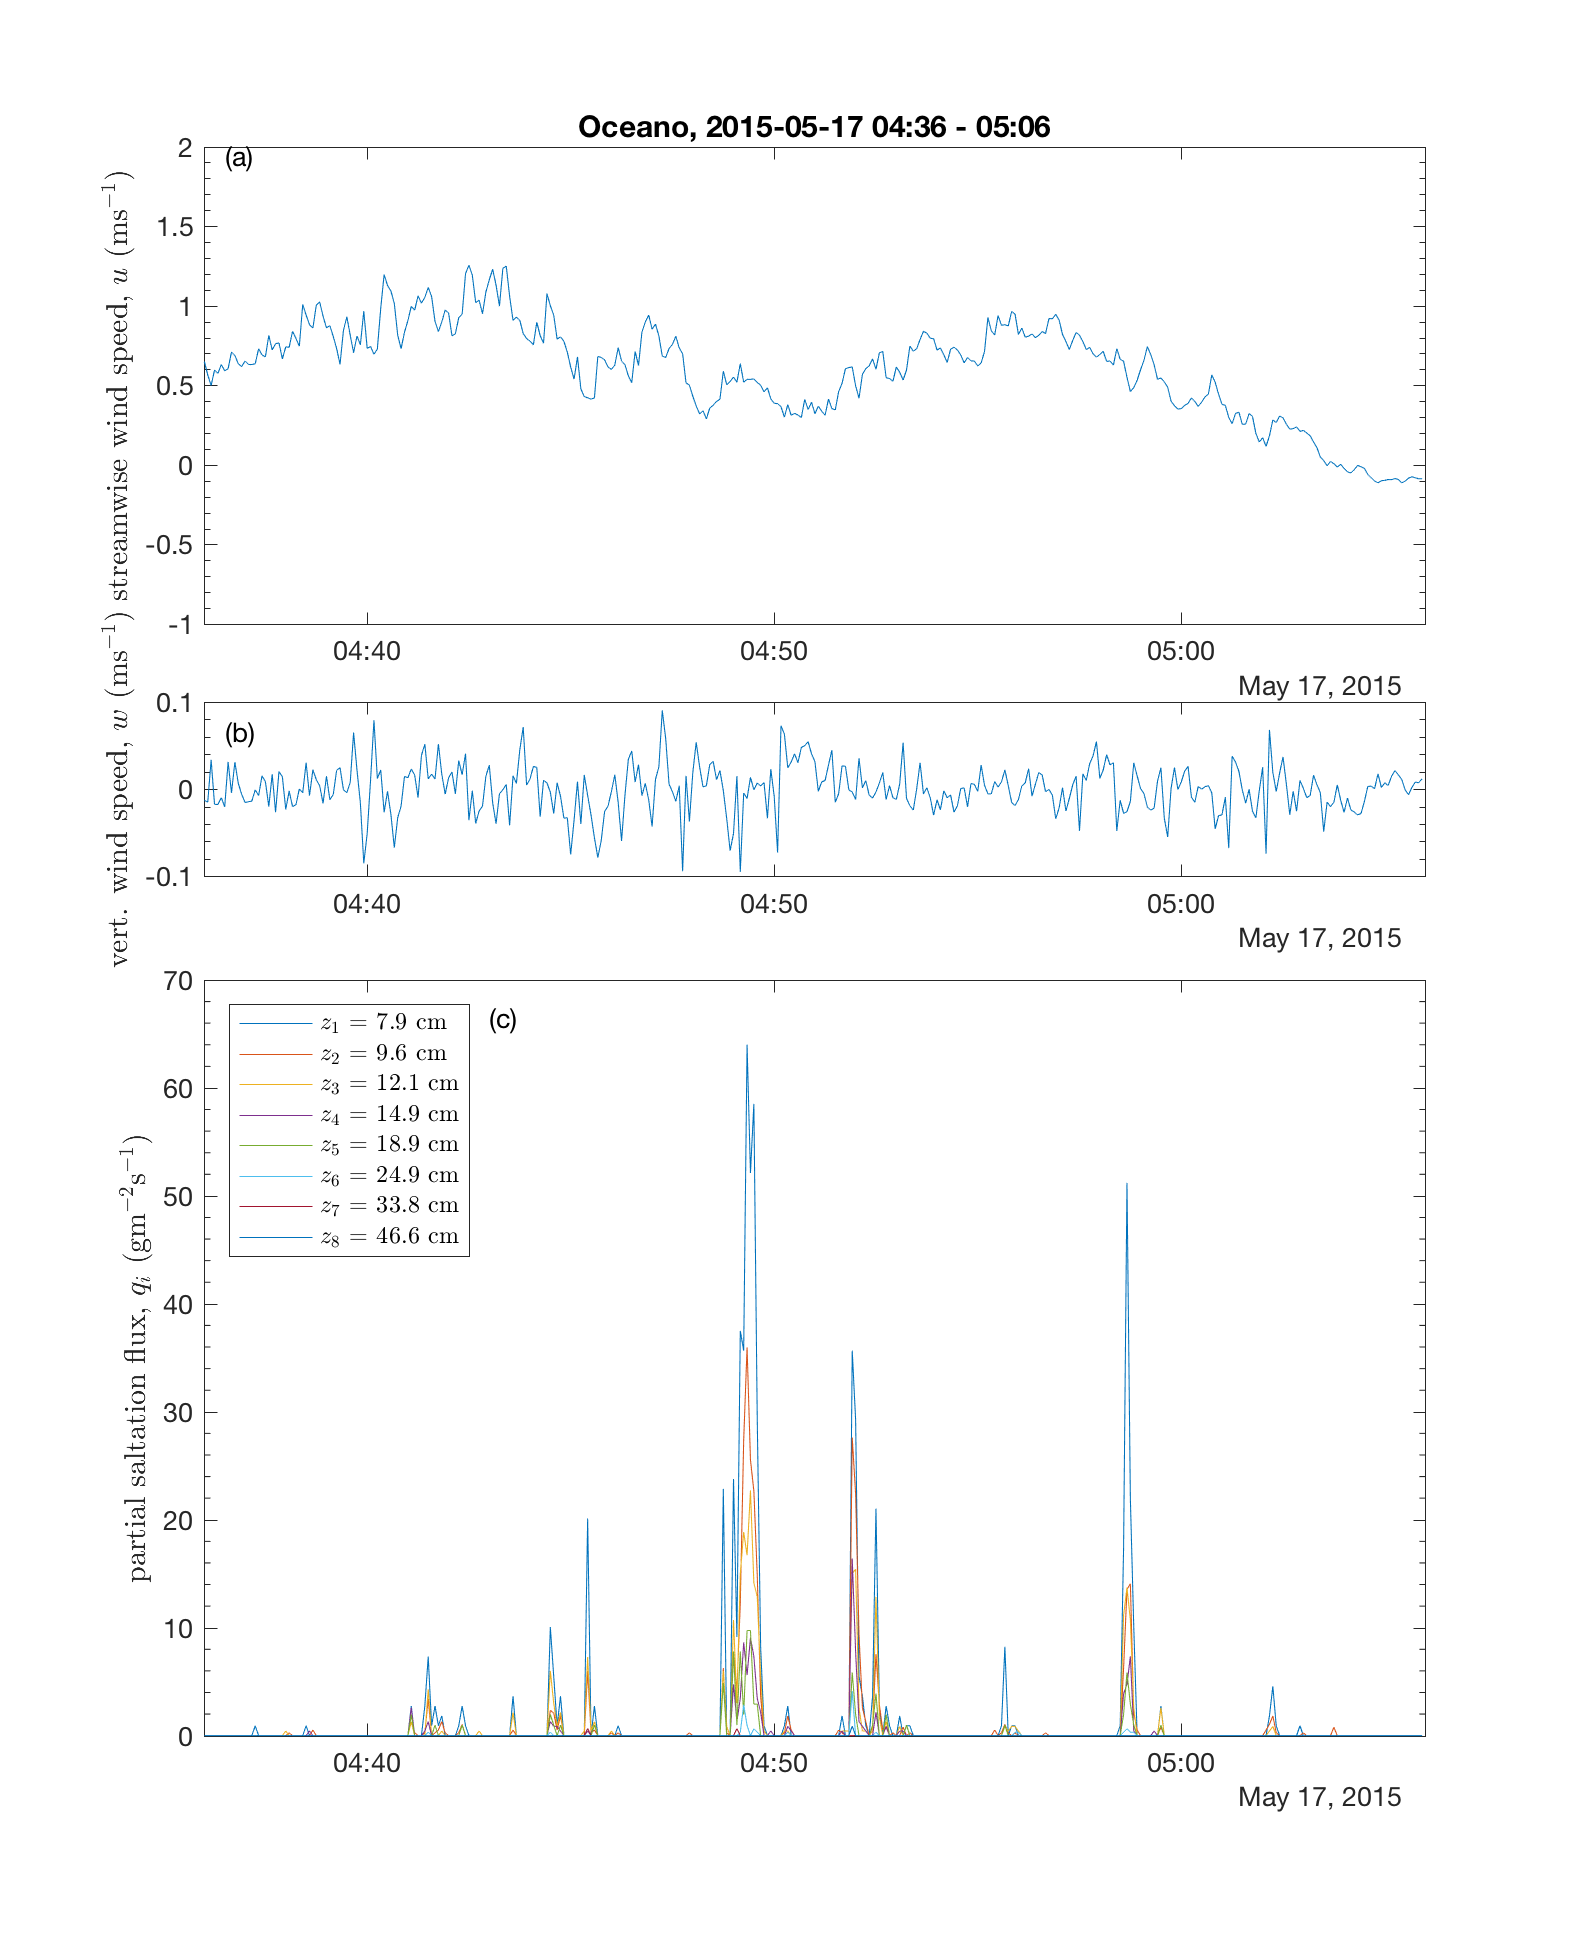 Oceano, 2015-05-17 04:36 - 05:06
(a)
streamwise wind speed, u (ms⁻¹)
2
1.5
1
0.5
0
-0.5
-1
04:40 04:50 05:00
May 17, 2015
(b)
vert. wind speed, w (ms⁻¹)
0.1
0
-0.1
04:40 04:50 05:00
May 17, 2015
(c)
partial saltation flux, qᵢ (gm⁻²s⁻¹)
70
60
50
40
30
20
10
0
z₁ = 7.9 cm
z₂ = 9.6 cm
z₃ = 12.1 cm
z₄ = 14.9 cm
z₅ = 18.9 cm
z₆ = 24.9 cm
z₇ = 33.8 cm
z₈ = 46.6 cm
04:40 04:50 05:00
May 17, 2015